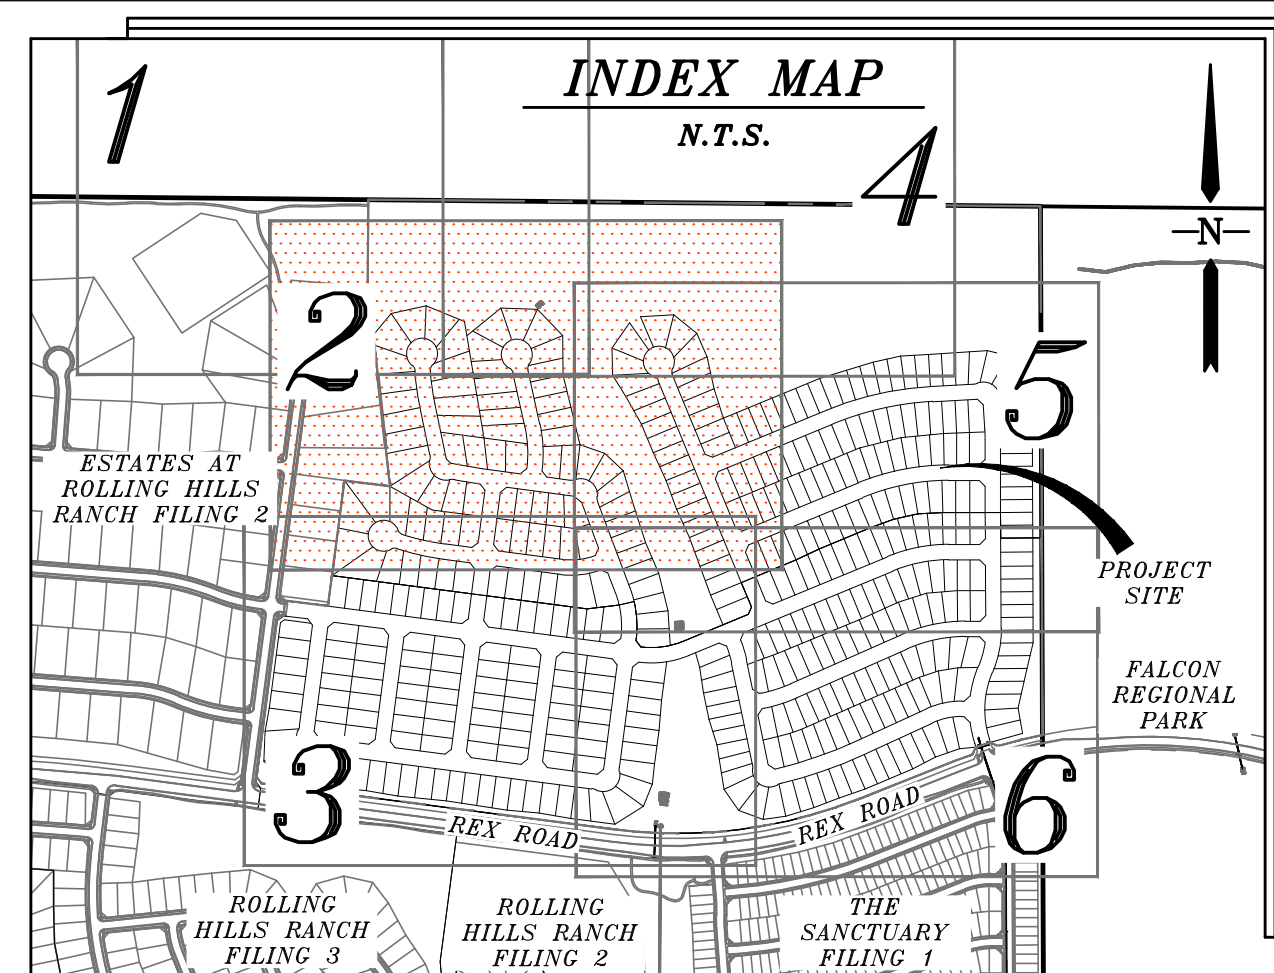 INDEX MAP
N.T.S.
1
4
N
2
5
ESTATES AT
ROLLING HILLS
RANCH FILING 2
PROJECT
SITE
FALCON
REGIONAL
PARK
3
6
REX ROAD
REX ROAD
ROLLING
HILLS RANCH
FILING 3
ROLLING
HILLS RANCH
FILING 2
THE
SANCTUARY
FILING 1